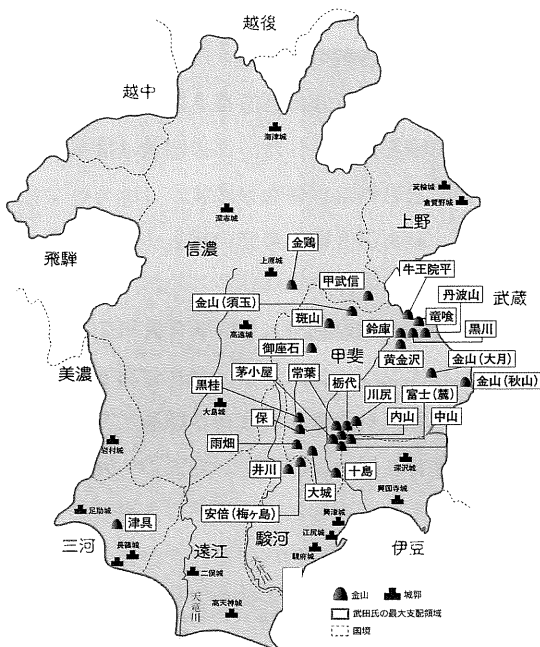 越後
越中
海津城
箕輪城
倉賀野城
深志城
上野
信濃
飛騨
金鶏
上原城
甲武信
牛王院平
丹波山
武蔵
金山(須玉)
斑山
鈴庫
竜喰
黒川
高遠城
御座石
甲斐
黄金沢
金山(大月)
美濃
茅小屋
常葉
栃代
富士(麓)
金山(秋山)
黒桂
川尻
大島城
保
内山
中山
岩村城
雨畑
深沢城
井川
大城
十島
興国寺城
足助城
津具
安倍(梅ヶ島)
興津城
三河
長篠城
遠江
駿河
江尻城
伊豆
駿府城
二俣城
大井川
天竜川
高天神城
金山
城郭
武田氏の最大支配領域
国境